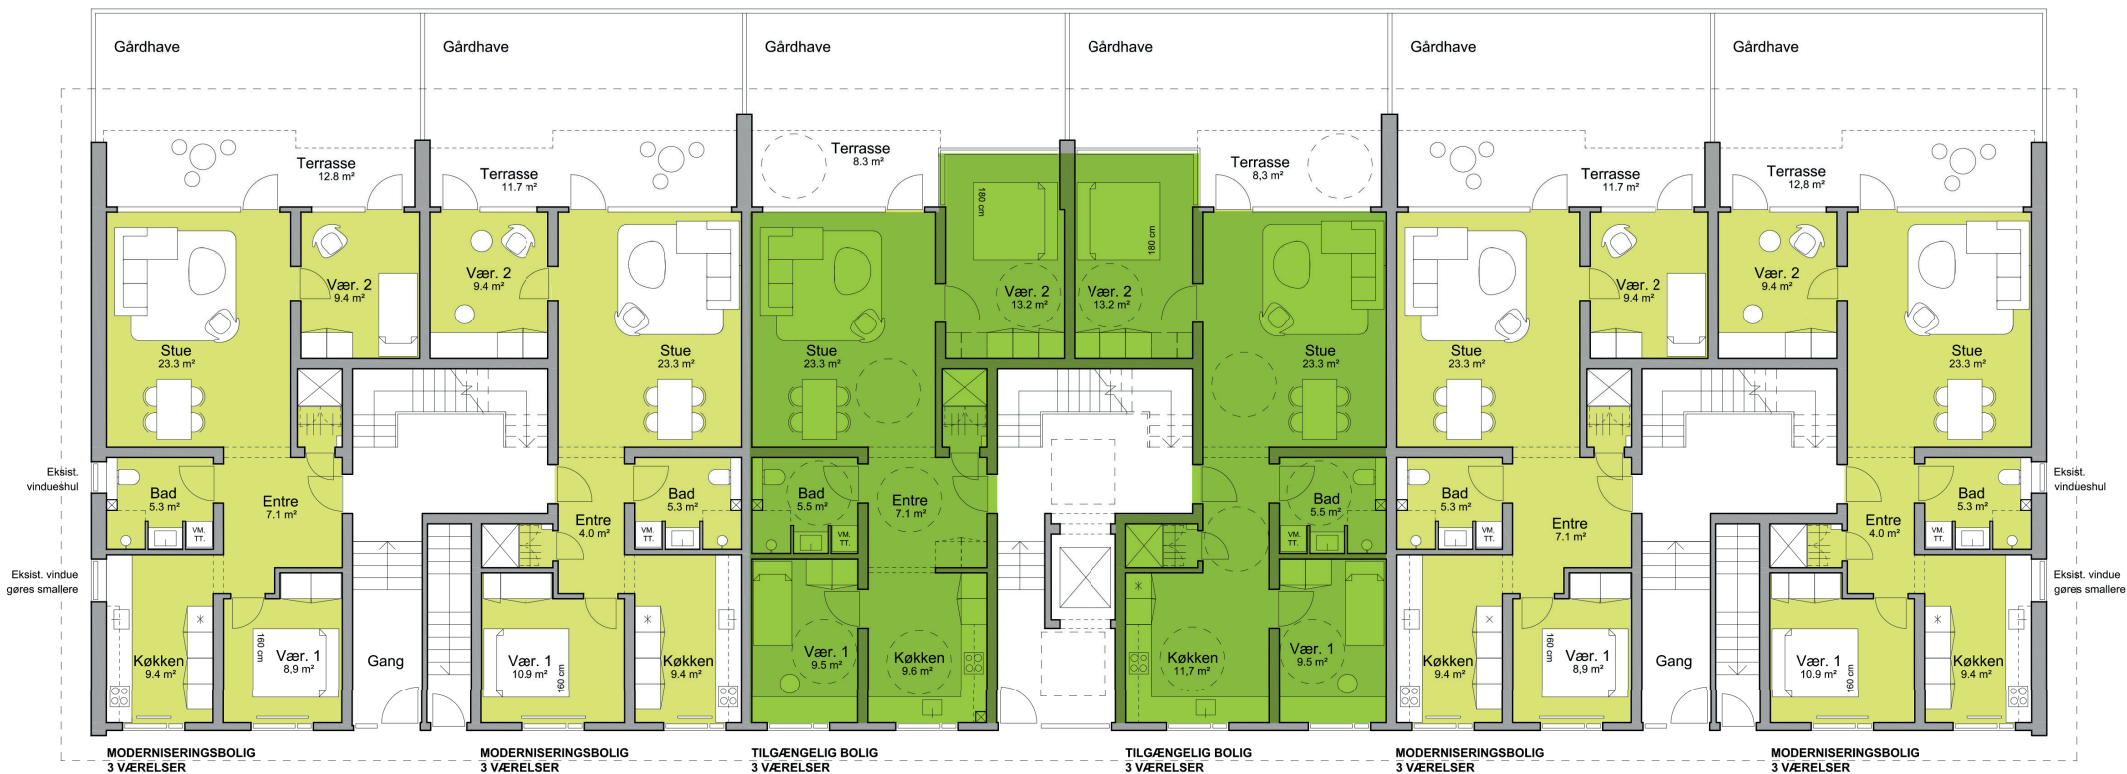 Gårdhave
Gårdhave
Gårdhave
Gårdhave
Gårdhave
Gårdhave
Terrasse
12.8 m²
Terrasse
11.7 m²
Terrasse
8.3 m²
Terrasse
8,3 m²
Terrasse
11.7 m²
Terrasse
12,8 m²
180 cm
180 cm
Vær. 2
9.4 m²
Vær. 2
9.4 m²
Vær. 2
13.2 m²
Vær. 2
13.2 m²
Vær. 2
9.4 m²
Vær. 2
9.4 m²
Stue
23.3 m²
Stue
23.3 m²
Stue
23.3 m²
Stue
23.3 m²
Stue
23.3 m²
Stue
23.3 m²
Eksist.
vindueshul
Bad
5.3 m²
Entre
7.1 m²
Entre
4.0 m²
Bad
5.3 m²
Bad
5.5 m²
Entre
7.1 m²
Bad
5.5 m²
Bad
5.3 m²
Entre
7.1 m²
Entre
4.0 m²
Bad
5.3 m²
Eksist.
vindueshul
VM.
TT.
VM.
TT.
VM.
TT.
VM.
TT.
VM.
TT.
VM.
TT.
Eksist. vindue
gøres smallere
Eksist. vindue
gøres smallere
Køkken
9.4 m²
160 cm
Vær. 1
8,9 m²
Gang
Vær. 1
10.9 m²
160 cm
Køkken
9.4 m²
Vær. 1
9.5 m²
Køkken
9.6 m²
Køkken
11,7 m²
Vær. 1
9.5 m²
Køkken
9.4 m²
160 cm
Vær. 1
8,9 m²
Gang
Vær. 1
10.9 m²
160 cm
Køkken
9.4 m²
MODERNISERINGSBOLIG
3 VÆRELSER
MODERNISERINGSBOLIG
3 VÆRELSER
TILGÆNGELIG BOLIG
3 VÆRELSER
TILGÆNGELIG BOLIG
3 VÆRELSER
MODERNISERINGSBOLIG
3 VÆRELSER
MODERNISERINGSBOLIG
3 VÆRELSER